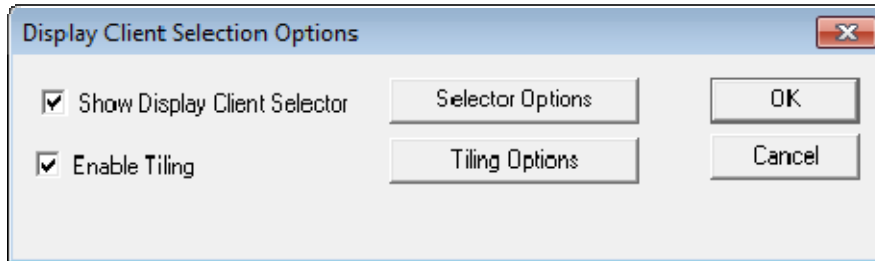 Display Client Selection Options
Show Display Client Selector Selector Options OK
Enable Tiling Tiling Options Cancel